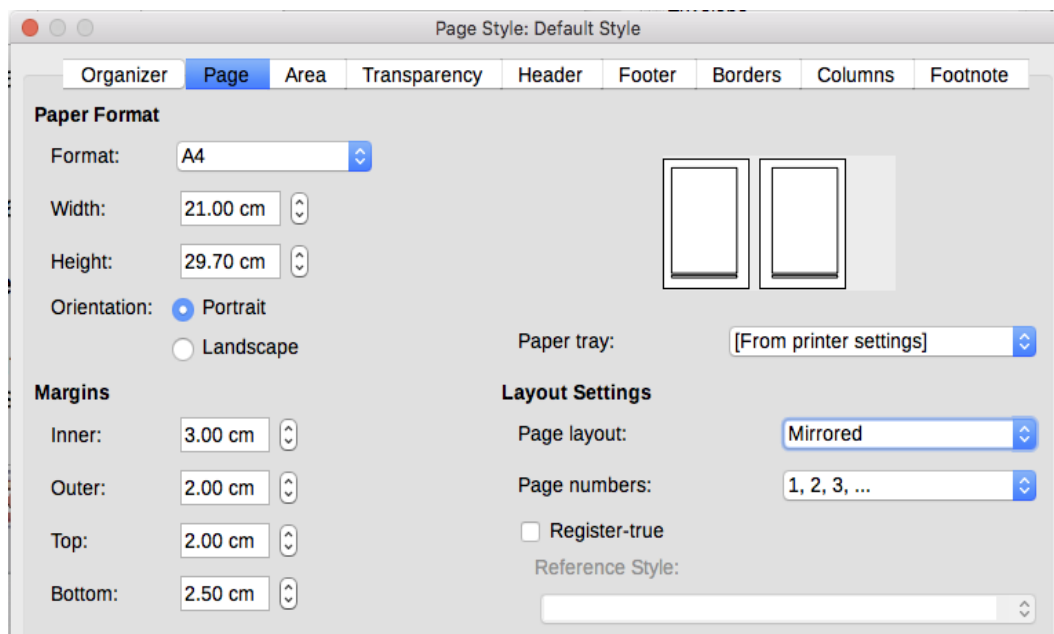 Page Style: Default Style
Organizer Page Area Transparency Header Footer Borders Columns Footnote
Paper Format
Format: A4
Width: 21.00 cm
Height: 29.70 cm
Orientation: Portrait
Landscape
Paper tray: [From printer settings]
Margins
Inner: 3.00 cm
Outer: 2.00 cm
Top: 2.00 cm
Bottom: 2.50 cm
Layout Settings
Page layout: Mirrored
Page numbers: 1, 2, 3, ...
Register-true
Reference Style: